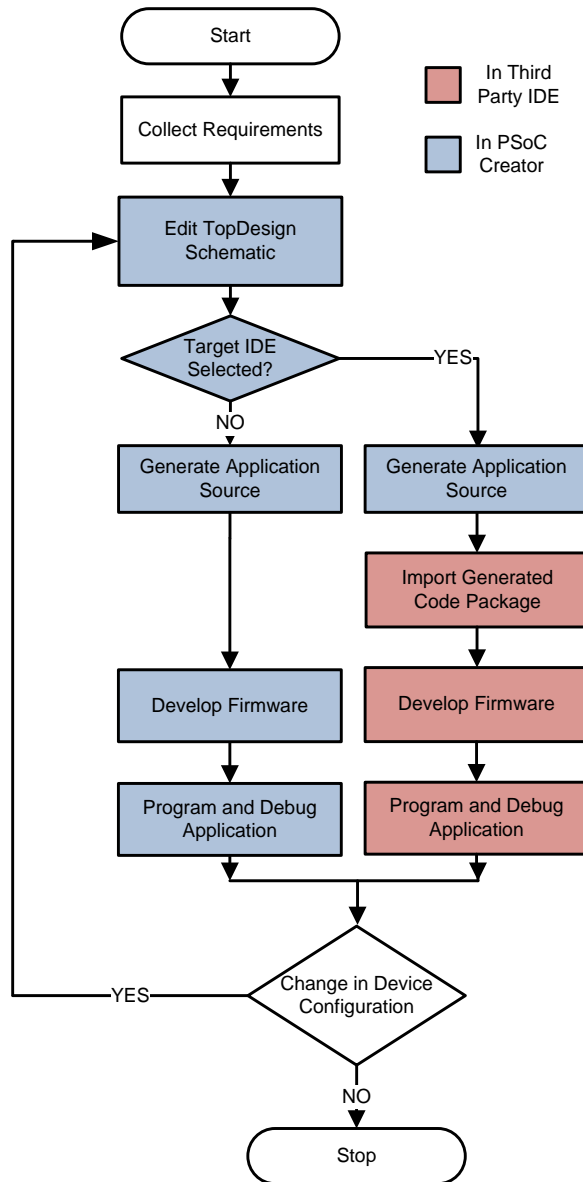 Start
In Third
Party IDE
Collect Requirements
In PSoC
Creator
Edit TopDesign
Schematic
Target IDE
Selected?
YES
NO
Generate Application
Source
Generate Application
Source
Import Generated
Code Package
Develop Firmware
Develop Firmware
Program and Debug
Application
Program and Debug
Application
Change in Device
Configuration
YES
NO
Stop